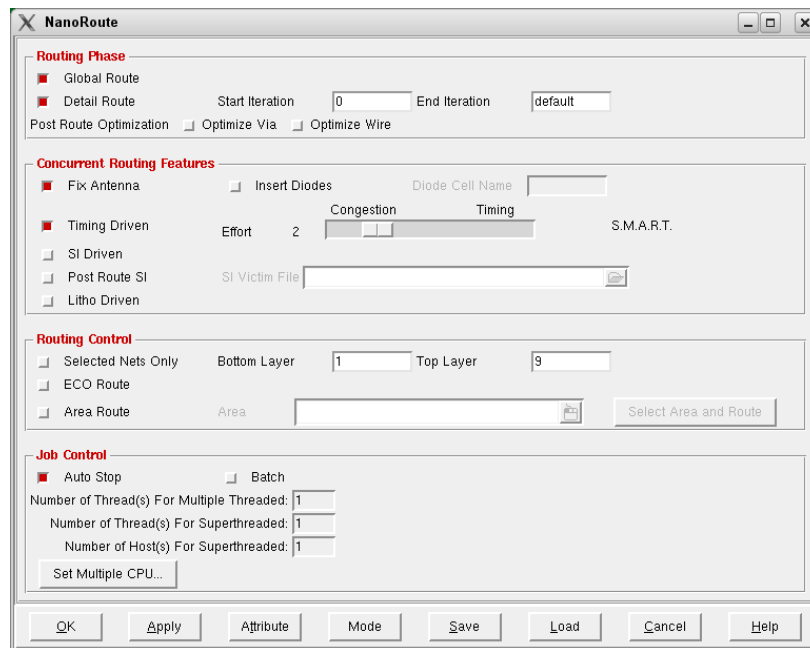 NanoRoute
Routing Phase
Global Route
Detail Route Start Iteration 0 End Iteration default
Post Route Optimization Optimize Via Optimize Wire
Concurrent Routing Features
Fix Antenna Insert Diodes Diode Cell Name
Congestion Timing
Timing Driven Effort 2 S.M.A.R.T.
SI Driven
Post Route SI SI Victim File
Litho Driven
Routing Control
Selected Nets Only Bottom Layer 1 Top Layer 9
ECO Route
Area Route Area Select Area and Route
Job Control
Auto Stop Batch
Number of Thread(s) For Multiple Threaded: 1
Number of Thread(s) For Superthreaded: 1
Number of Host(s) For Superthreaded: 1
Set Multiple CPU...
OK Apply Attribute Mode Save Load Cancel Help